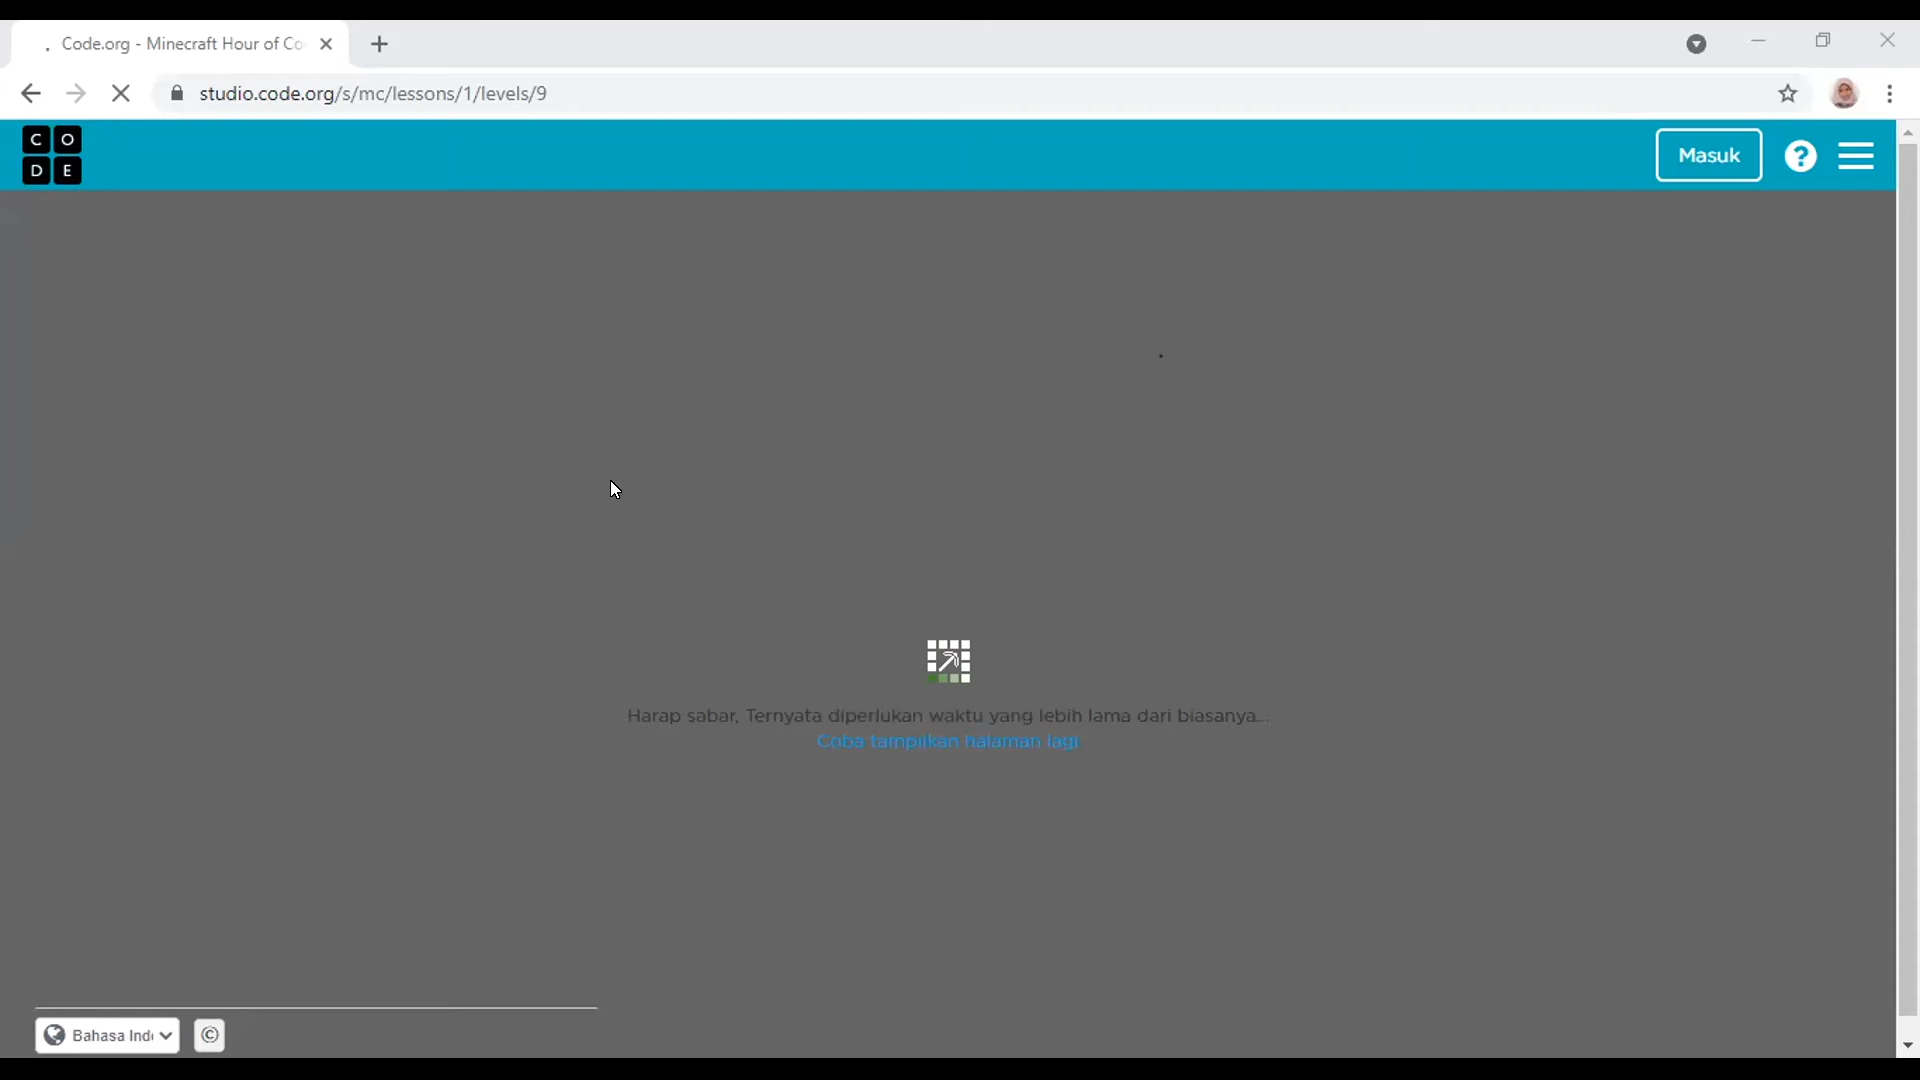 Code.org - Minecraft Hour of Co
studio.code.org/s/mc/lessons/1/levels/9
C O
D E
Masuk
?
Harap sabar, Ternyata diperlukan waktu yang lebih lama dari biasanya...
Coba tampilkan halaman lagi
Bahasa Ind
©